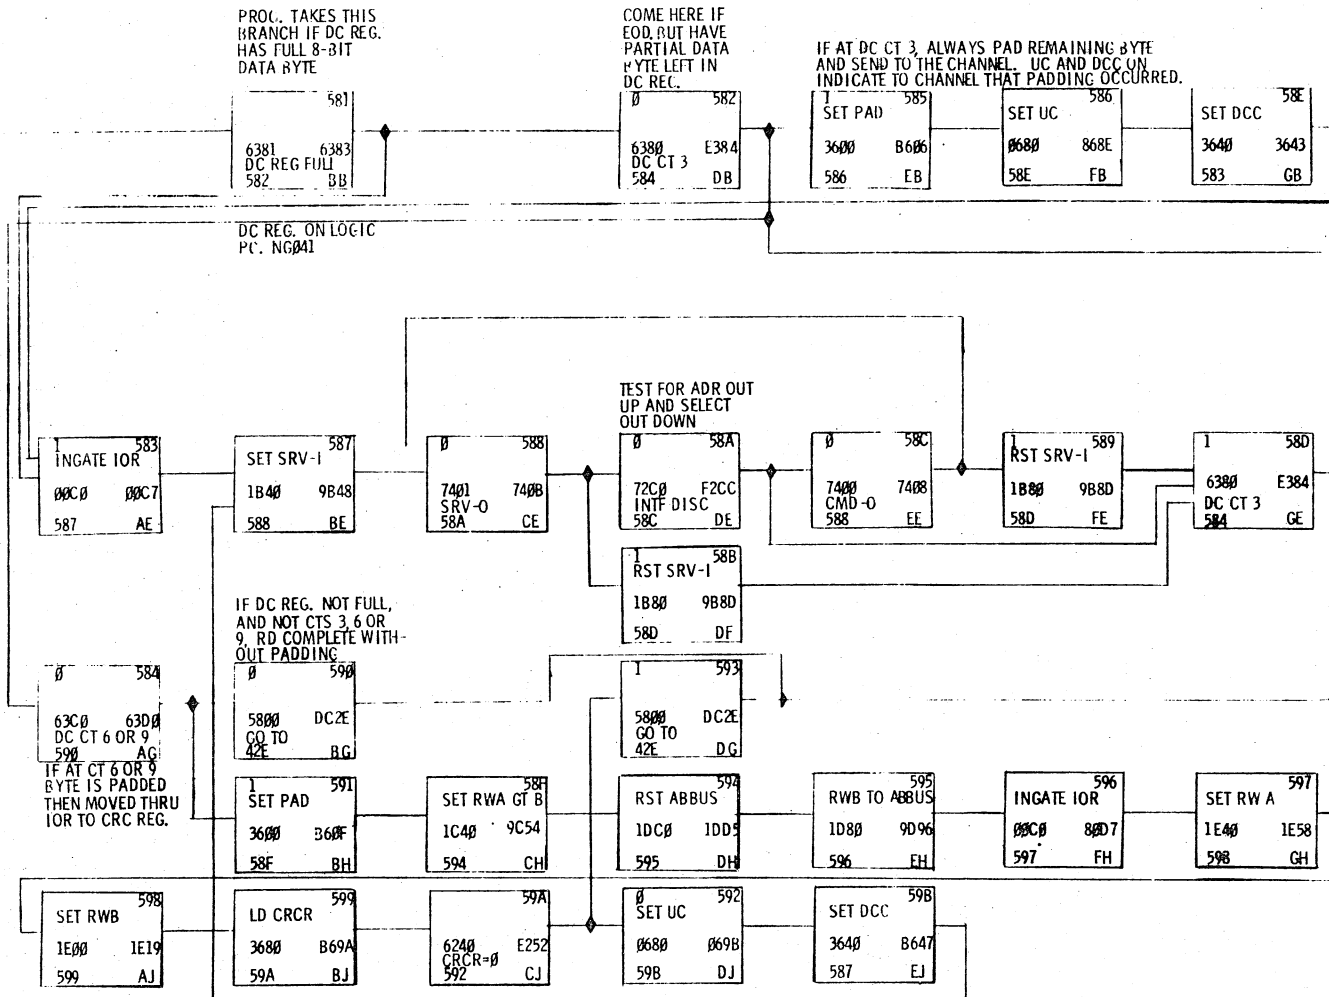 PROG. TAKES THIS
BRANCH IF DC REG.
HAS FULL 8-BIT
DATA BYTE
COME HERE IF
EOD, BUT HAVE
PARTIAL DATA
BYTE LEFT IN
DC REG.
IF AT DC CT 3, ALWAYS PAD REMAINING BYTE
AND SEND TO THE CHANNEL. UC AND DCC ON
INDICATE TO CHANNEL THAT PADDING OCCURRED.
581
6381 6383
DC REG FULL
582 BB
Ø 582
638Ø E384
DC CT 3
584 DB
1 585
SET PAD
36ØØ B6Ø6
586 EB
586
SET UC
Ø68Ø 868E
58E FB
58E
SET DCC
364Ø 3643
583 GB
DC REG. ON LOGIC
PG. NGØ41
TEST FOR ADR OUT
UP AND SELECT
OUT DOWN
1 583
INGATE IOR
ØØCØ ØØC7
587 AE
587
SET SRV-I
1B4Ø 9B48
588 BE
Ø 588
74Ø1 74ØB
SRV-O
58A CE
Ø 58A
72CØ F2CC
INTF DISC
58C DE
Ø 58C
74ØØ 74Ø8
CMD-O
588 EE
1 589
RST SRV-I
1B8Ø 9B8D
58D FE
1 58D
638Ø E384
DC CT 3
584 GE
1 58B
RST SRV-I
1B8Ø 9B8D
58D DF
IF DC REG. NOT FULL,
AND NOT CTS 3, 6 OR
9, RD COMPLETE WITH-
OUT PADDING
Ø 584
63CØ 63DØ
DC CT 6 OR 9
59Ø AG
Ø 59Ø
58ØØ DC2E
GO TO
42E BG
1 593
58ØØ DC2E
GO TO
42E DG
IF AT CT 6 OR 9
BYTE IS PADDED
THEN MOVED THRU
IOR TO CRC REG.
1 591
SET PAD
36ØØ B6ØF
58F BH
58F
SET RWA GT B
1C4Ø 9C54
594 CH
594
RST ABBUS
1DCØ 1DD5
595 DH
595
RWB TO ABBUS
1D8Ø 9D96
596 EH
596
INGATE IOR
ØØCØ 8ØD7
597 FH
597
SET RW A
1E4Ø 1E58
598 GH
598
SET RWB
1EØØ 1E19
599 AJ
599
LD CRCR
368Ø B69A
59A BJ
59A
624Ø E252
CRCR=Ø
592 CJ
Ø 592
SET UC
Ø68Ø Ø69B
59B DJ
59B
SET DCC
364Ø B647
587 EJ